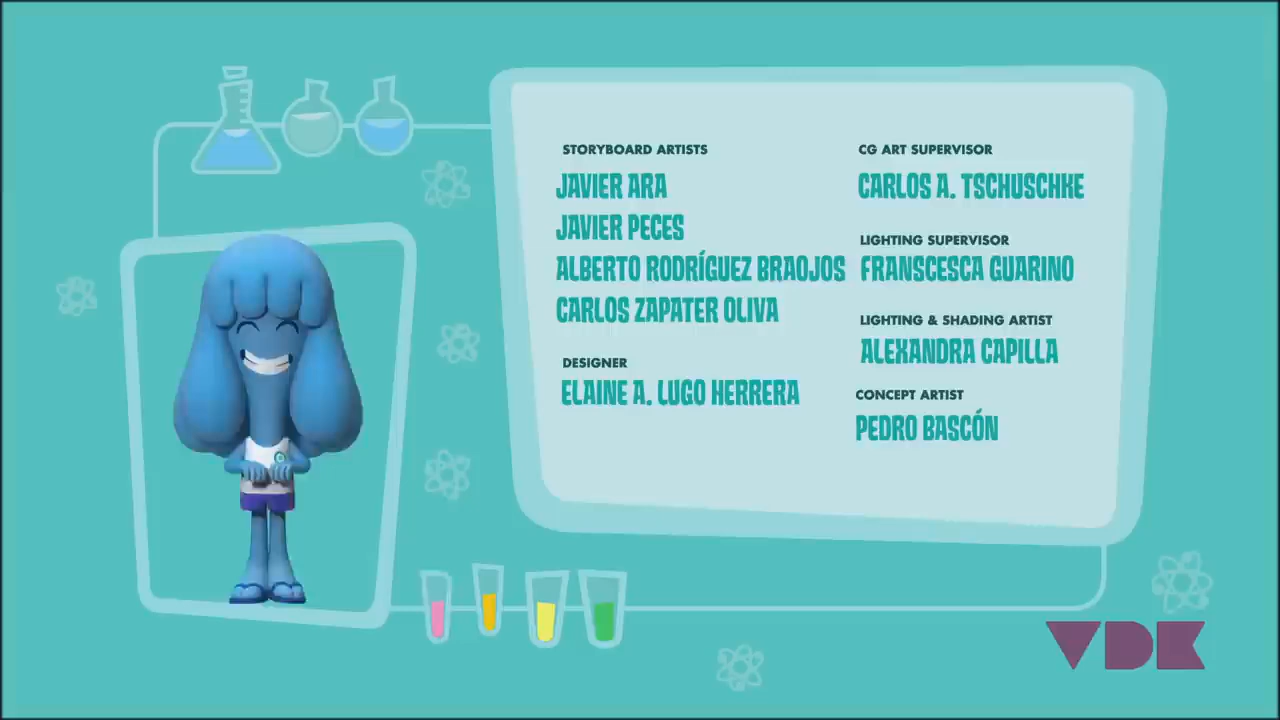 STORYBOARD ARTISTS
JAVIER ARA
JAVIER PECES
ALBERTO RODRÍGUEZ BRAOJOS
CARLOS ZAPATER OLIVA
DESIGNER
ELAINE A. LUGO HERRERA
CG ART SUPERVISOR
CARLOS A. TSCHUSCHKE
LIGHTING SUPERVISOR
FRANSCESCA GUARINO
LIGHTING & SHADING ARTIST
ALEXANDRA CAPILLA
CONCEPT ARTIST
PEDRO BASCÓN
VDK